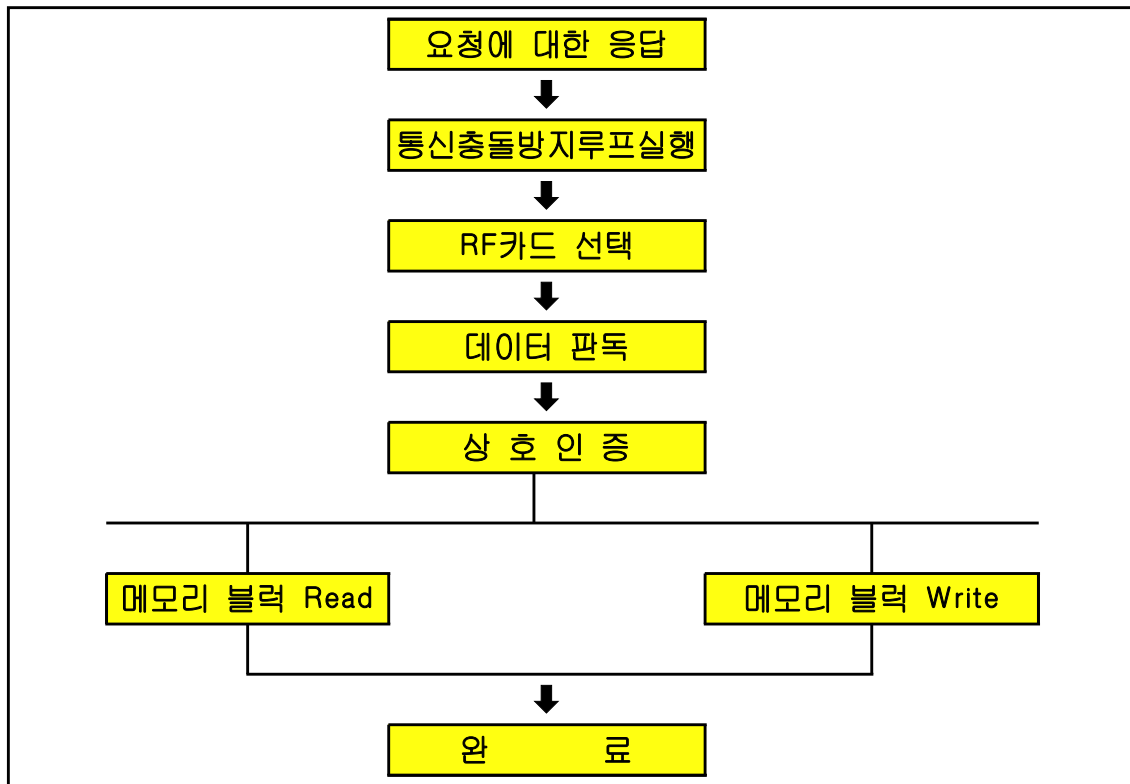 요청에 대한 응답
통신충돌방지루프실행
RF카드 선택
데이터 판독
상 호 인 증
메모리 블럭 Read
메모리 블럭 Write
완 료